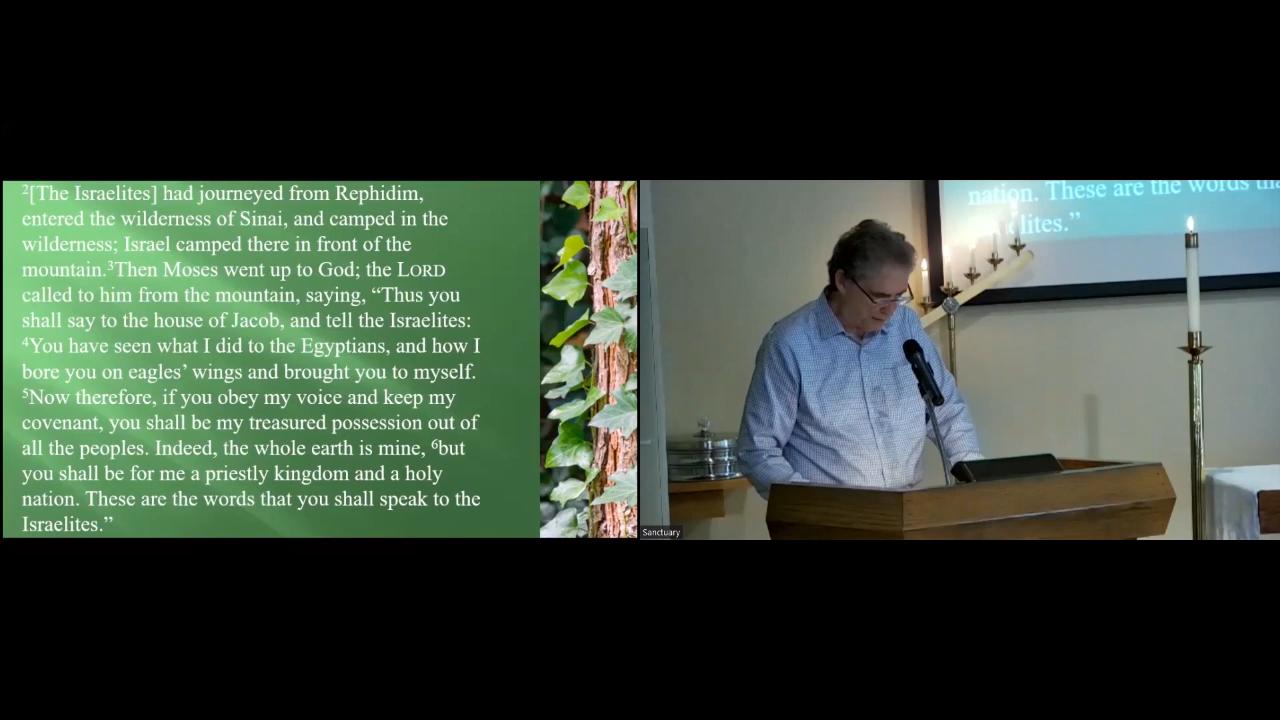 ²[The Israelites] had journeyed from Rephidim,
entered the wilderness of Sinai, and camped in the
wilderness; Israel camped there in front of the
mountain.³Then Moses went up to God; the LORD
called to him from the mountain, saying, “Thus you
shall say to the house of Jacob, and tell the Israelites:
⁴You have seen what I did to the Egyptians, and how I
bore you on eagles’ wings and brought you to myself.
⁵Now therefore, if you obey my voice and keep my
covenant, you shall be my treasured possession out of
all the peoples. Indeed, the whole earth is mine, ⁶but
you shall be for me a priestly kingdom and a holy
nation. These are the words that you shall speak to the
Israelites.”
nation. These are the words
lites.”
Sanctuary